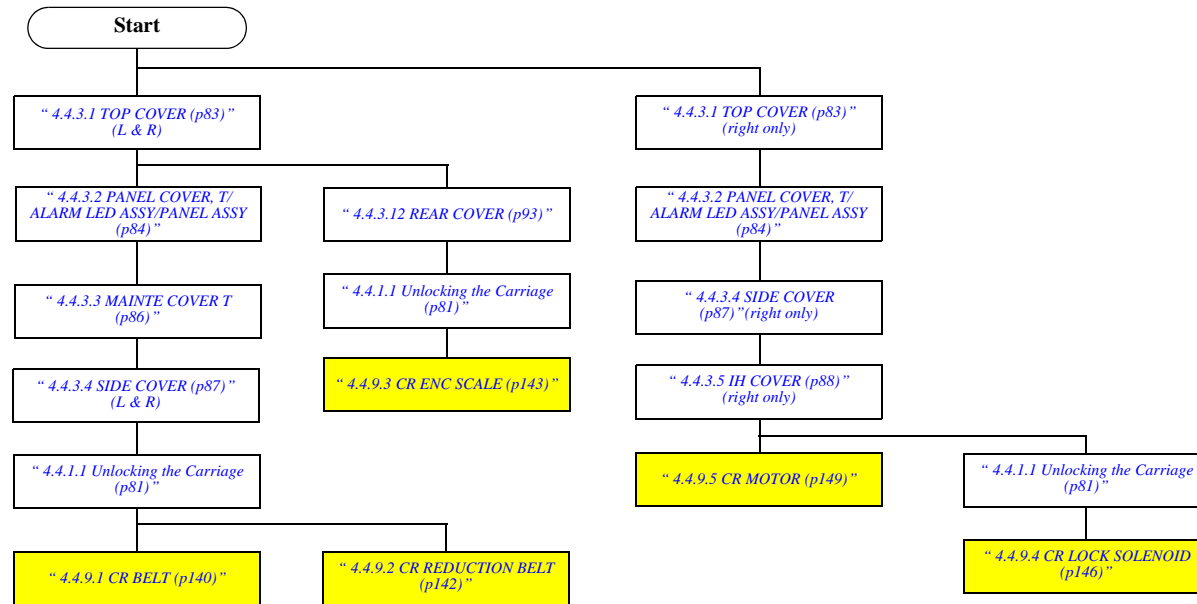 Start
“ 4.4.3.1 TOP COVER (p83)”
(L & R)
“ 4.4.3.1 TOP COVER (p83)”
(right only)
“ 4.4.3.2 PANEL COVER, T/
ALARM LED ASSY/PANEL ASSY
(p84)”
“ 4.4.3.12 REAR COVER (p93)”
“ 4.4.3.2 PANEL COVER, T/
ALARM LED ASSY/PANEL ASSY
(p84)”
“ 4.4.3.3 MAINTE COVER T
(p86)”
“ 4.4.1.1 Unlocking the Carriage
(p81)”
“ 4.4.3.4 SIDE COVER
(p87)”(right only)
“ 4.4.3.4 SIDE COVER (p87)”
(L & R)
“ 4.4.9.3 CR ENC SCALE (p143)”
“ 4.4.3.5 IH COVER (p88)”
(right only)
“ 4.4.1.1 Unlocking the Carriage
(p81)”
“ 4.4.9.5 CR MOTOR (p149)”
“ 4.4.1.1 Unlocking the Carriage
(p81)”
“ 4.4.9.1 CR BELT (p140)”
“ 4.4.9.2 CR REDUCTION BELT
(p142)”
“ 4.4.9.4 CR LOCK SOLENOID
(p146)”